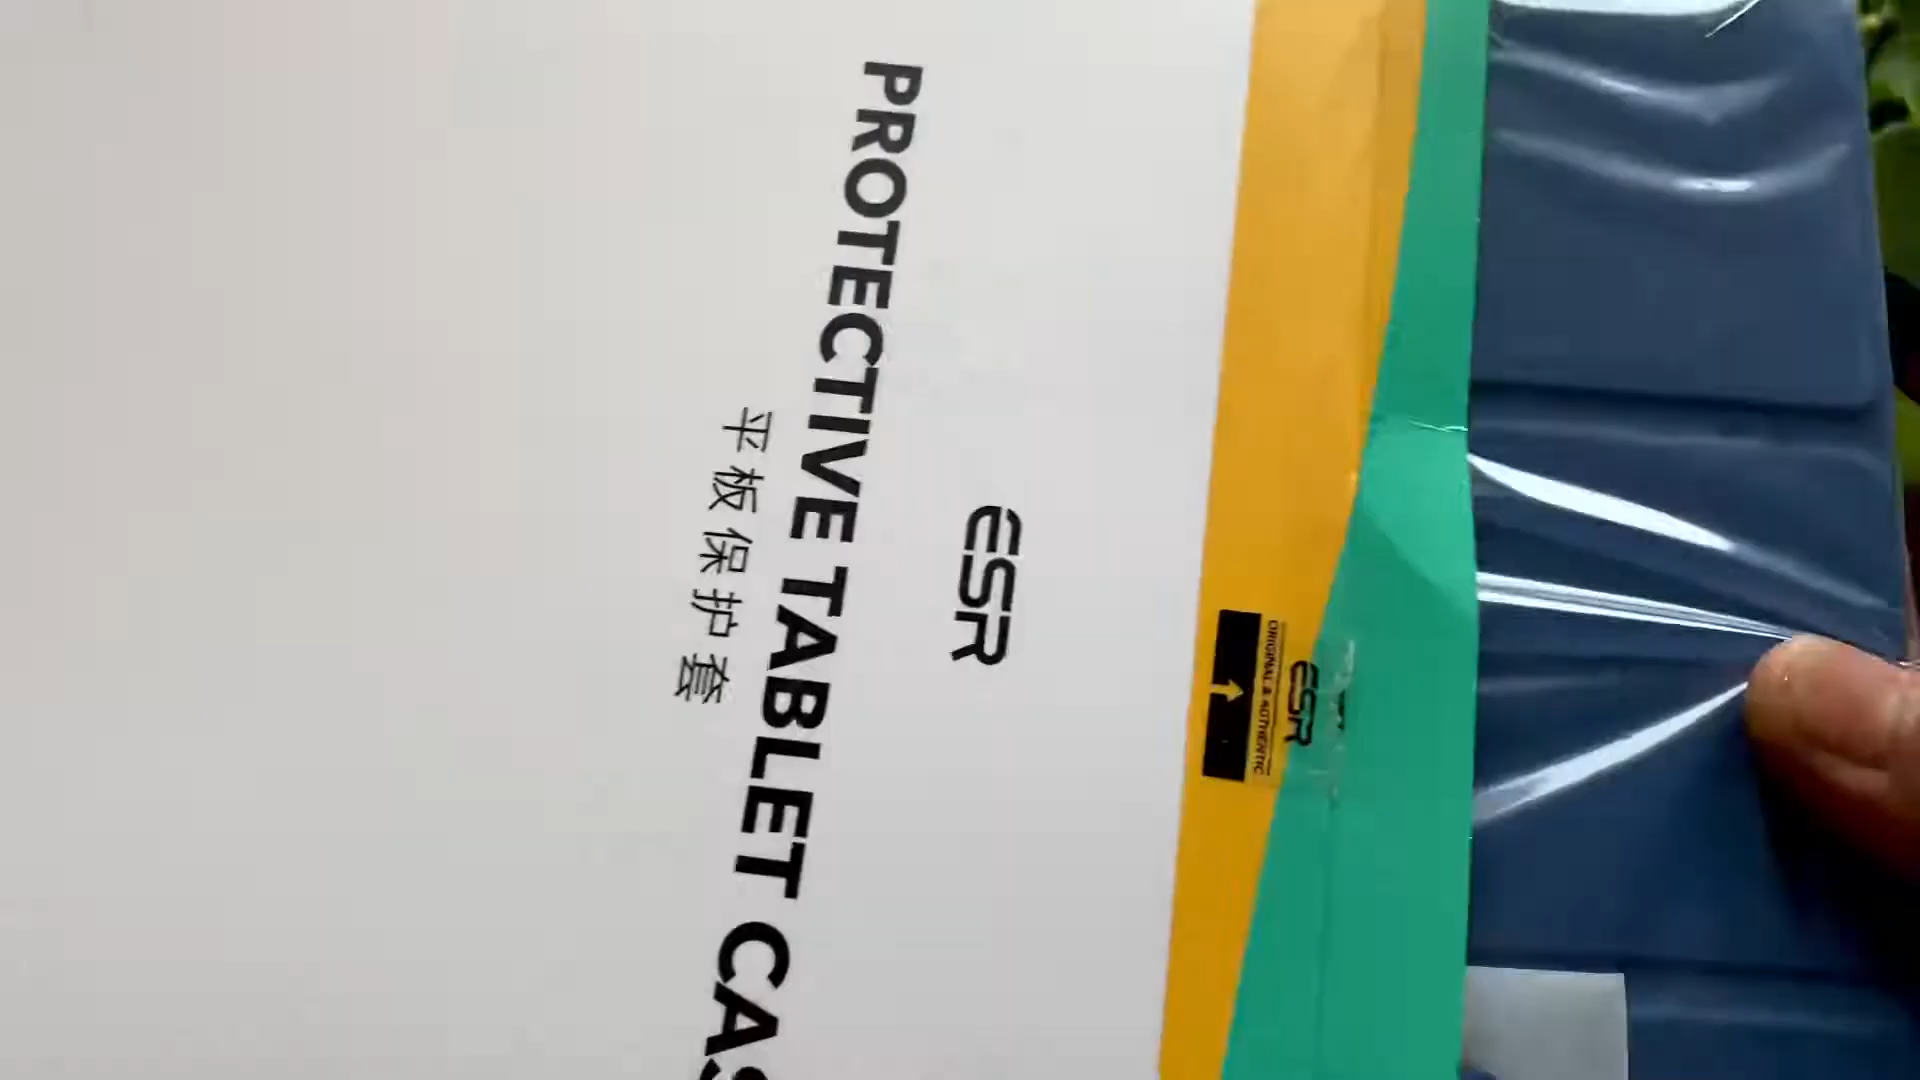 ESR
PROTECTIVE TABLET CAS
平板保护套
ESR
ORIGINAL & AUTHENTIC